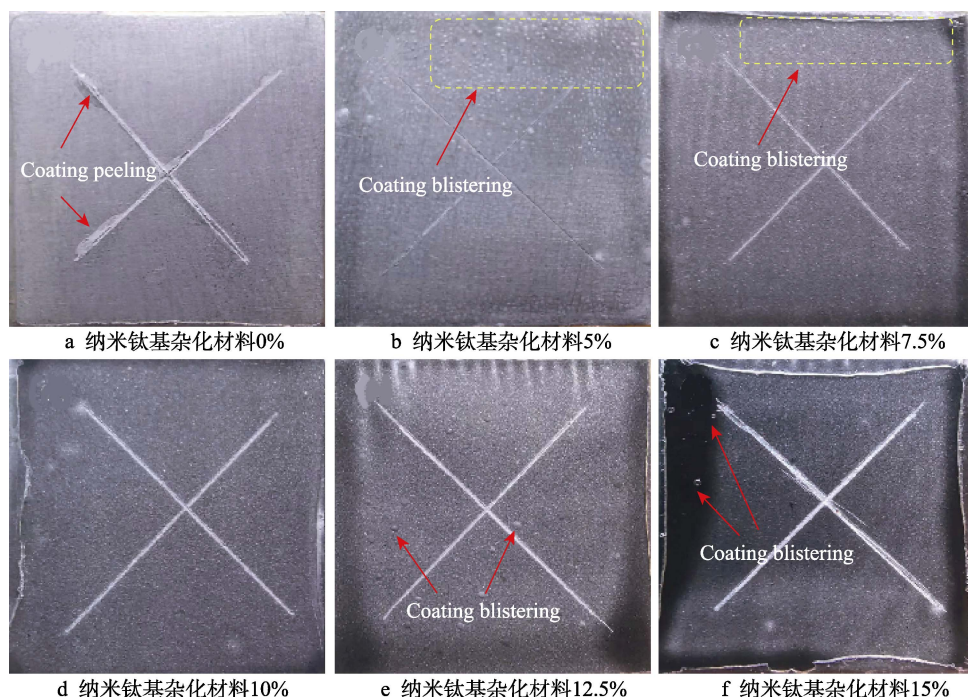 Coating peeling
Coating blistering
Coating blistering
a 纳米钛基杂化材料0%
b 纳米钛基杂化材料5%
c 纳米钛基杂化材料7.5%
Coating blistering
Coating blistering
d 纳米钛基杂化材料10%
e 纳米钛基杂化材料12.5%
f 纳米钛基杂化材料15%